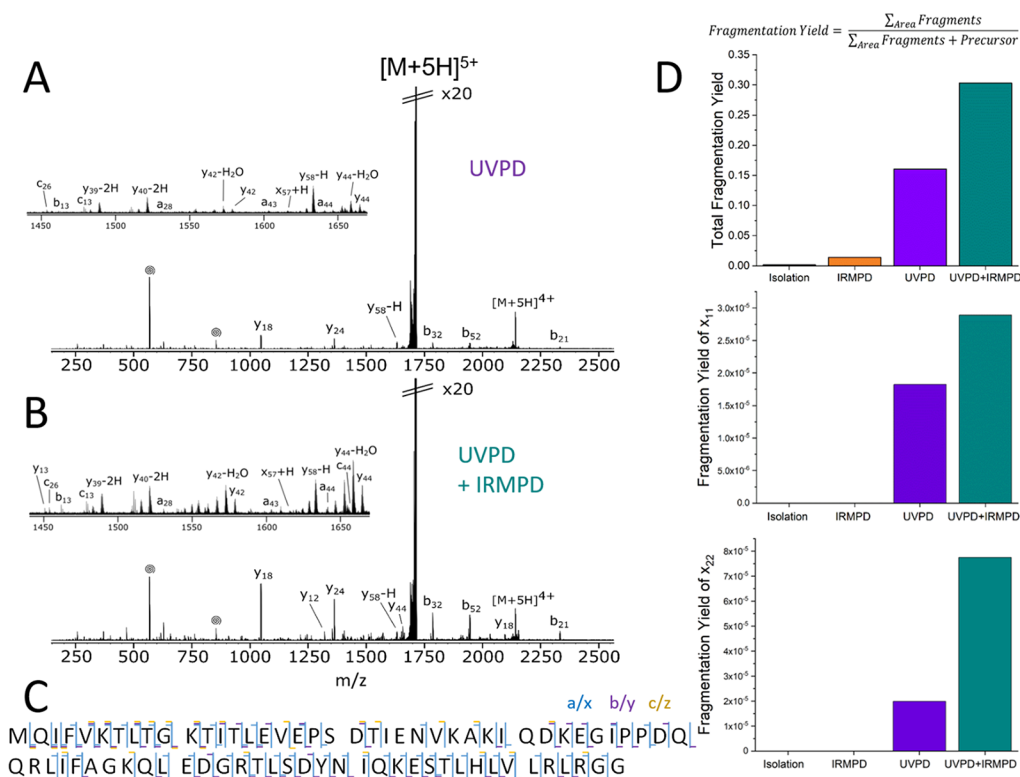 A
[M+5H]5+
x20
UVPD
c26
b13
y39-2H
c13
y40-2H
a28
y42-H2O
y42
a43
x57+H
y58-H
a44
y44-H2O
y44
1450 1500 1550 1600 1650
y18
y24
y58-H
b32
b52
[M+5H]4+
b21
250 500 750 1000 1250 1500 1750 2000 2250 2500
B
x20
UVPD
+ IRMPD
y13
c26
b13
y39-2H
c13
y40-2H
a28
y42-H2O
y42
a43
x57+H
y58-H
a44
c44
y44-H2O
y44
1450 1500 1550 1600 1650
y18
y12
y24
y58-H
y44
b32
b52
[M+5H]4+
y18
b21
250 500 750 1000 1250 1500 1750 2000 2250 2500
m/z
C
a/x b/y c/z
MQIFVKTLTG KTITLEVEPS DTIENVKAKI QDKEGIPPDQ
QRLIFAGKQL EDGRTLSDYN IQKESTLHLV LRLRGG
D
Fragmentation Yield = ∑Area Fragments / ∑Area Fragments + Precursor
Total Fragmentation Yield
0.35
0.30
0.25
0.20
0.15
0.10
0.05
0.00
Isolation IRMPD UVPD UVPD+IRMPD
Fragmentation Yield of x11
3.0x10-5
2.5x10-5
2.0x10-5
1.5x10-5
1.0x10-5
5.0x10-6
0.0
Isolation IRMPD UVPD UVPD+IRMPD
Fragmentation Yield of x22
8x10-5
7x10-5
6x10-5
5x10-5
4x10-5
3x10-5
2x10-5
1x10-5
0
Isolation IRMPD UVPD UVPD+IRMPD